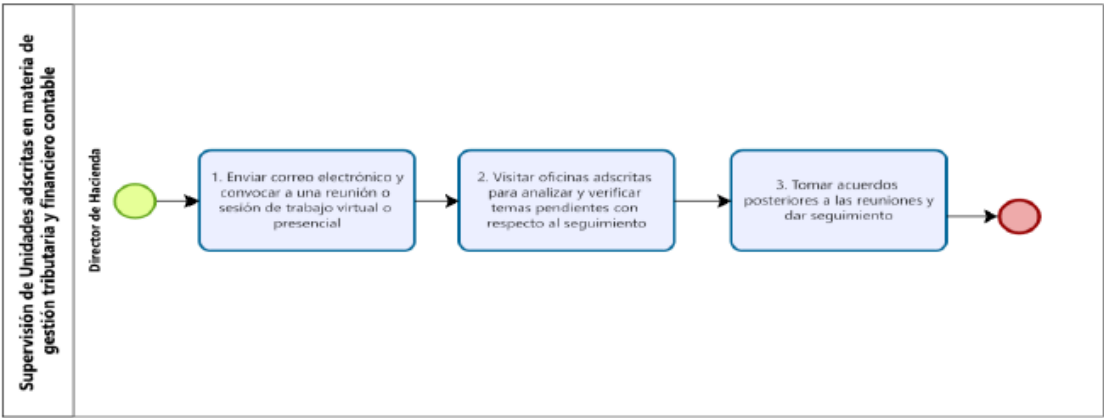 Supervisión de Unidades adscritas en materia de
gestión tributaria y financiero contable
Director de Hacienda
1. Enviar correo electrónico y
convocar a una reunión o
sesión de trabajo virtual o
presencial
2. Visitar oficinas adscritas
para analizar y verificar
temas pendientes con
respecto al seguimiento
3. Tomar acuerdos
posteriores a las reuniones y
dar seguimiento